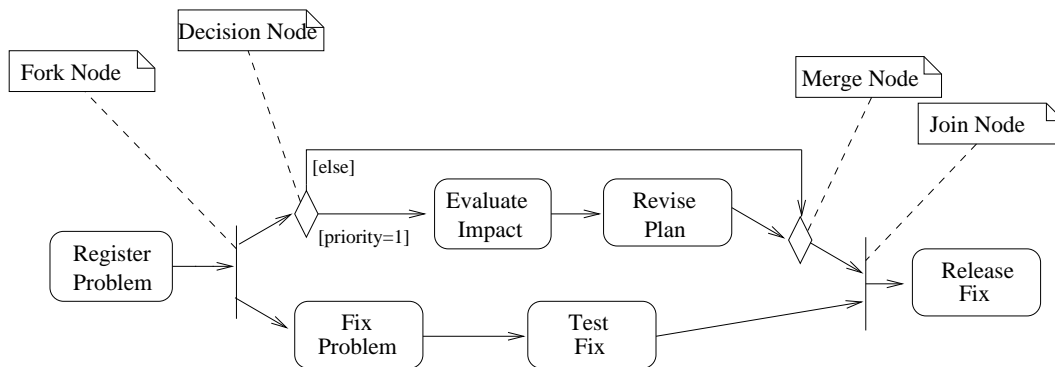 Decision Node
Fork Node
Merge Node
Join Node
[else]
Evaluate
Impact
Revise
Plan
[priority=1]
Register
Problem
Release
Fix
Fix
Problem
Test
Fix